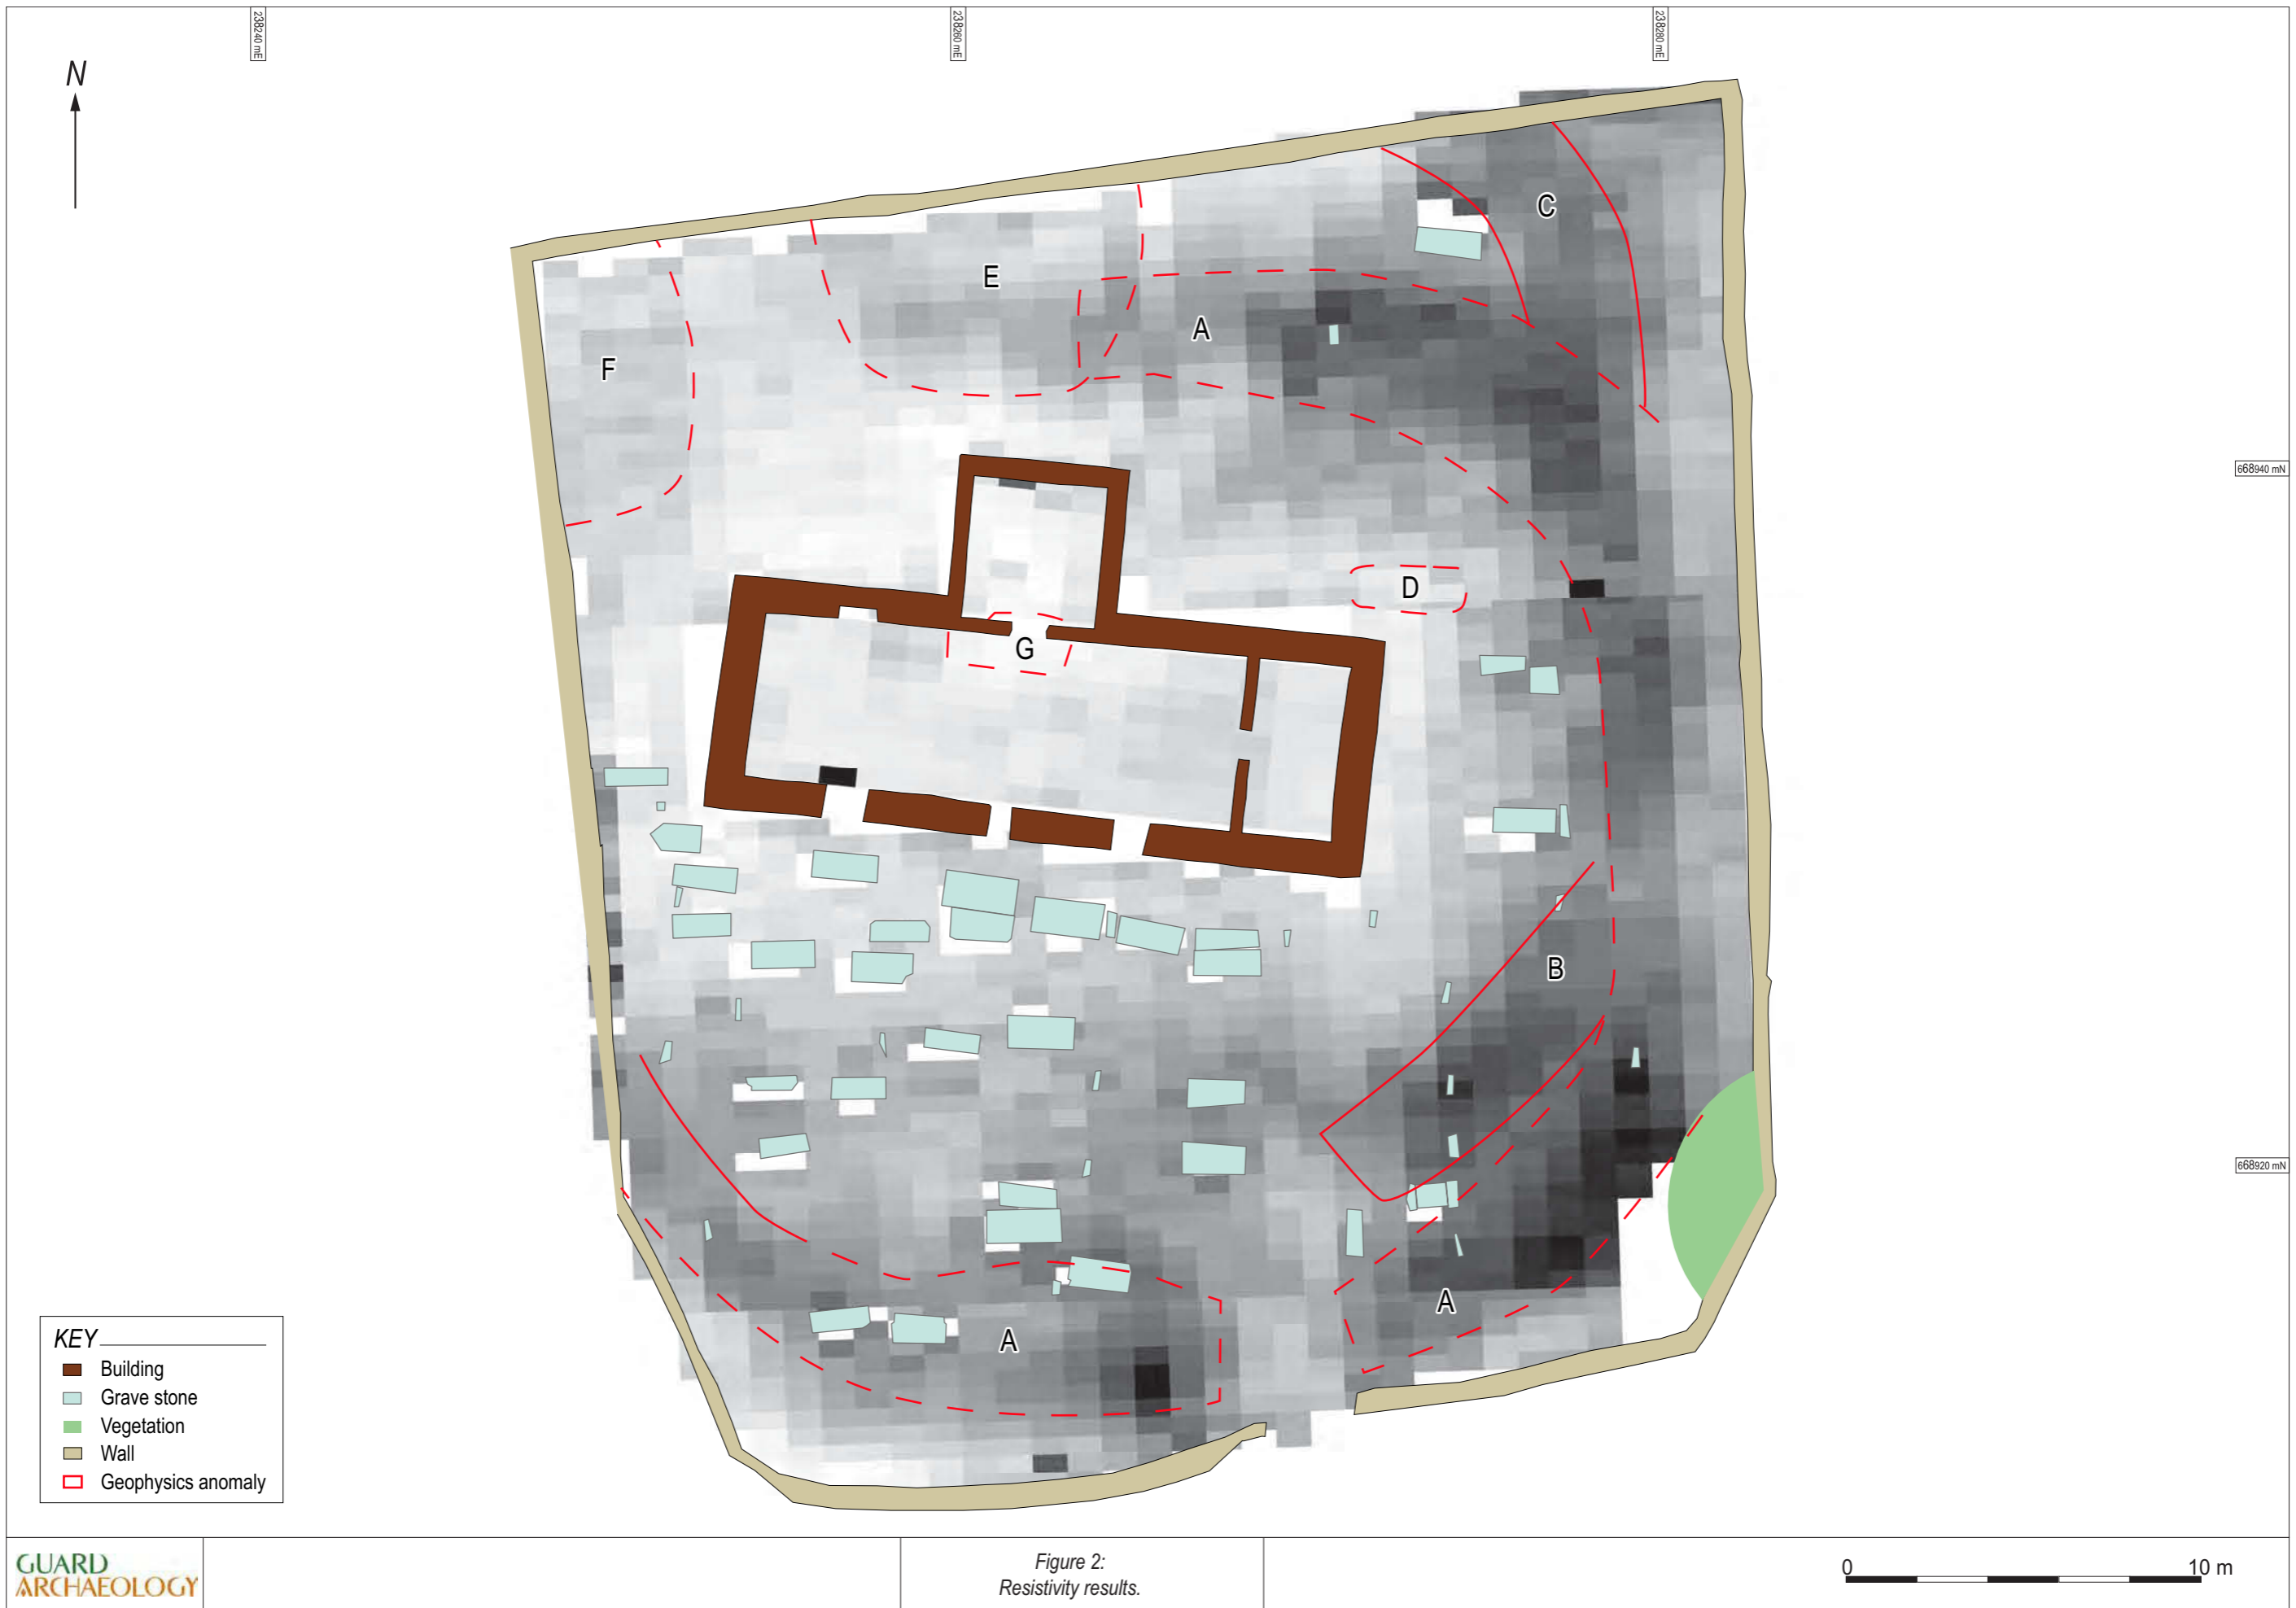 238240 mE
238260 mE
238280 mE
N
C
E
A
F
668940 mN
D
G
B
668920 mN
A
A
KEY
Building
Grave stone
Vegetation
Wall
Geophysics anomaly
GUARD
ARCHAEOLOGY
Figure 2:
Resistivity results.
0 10 m